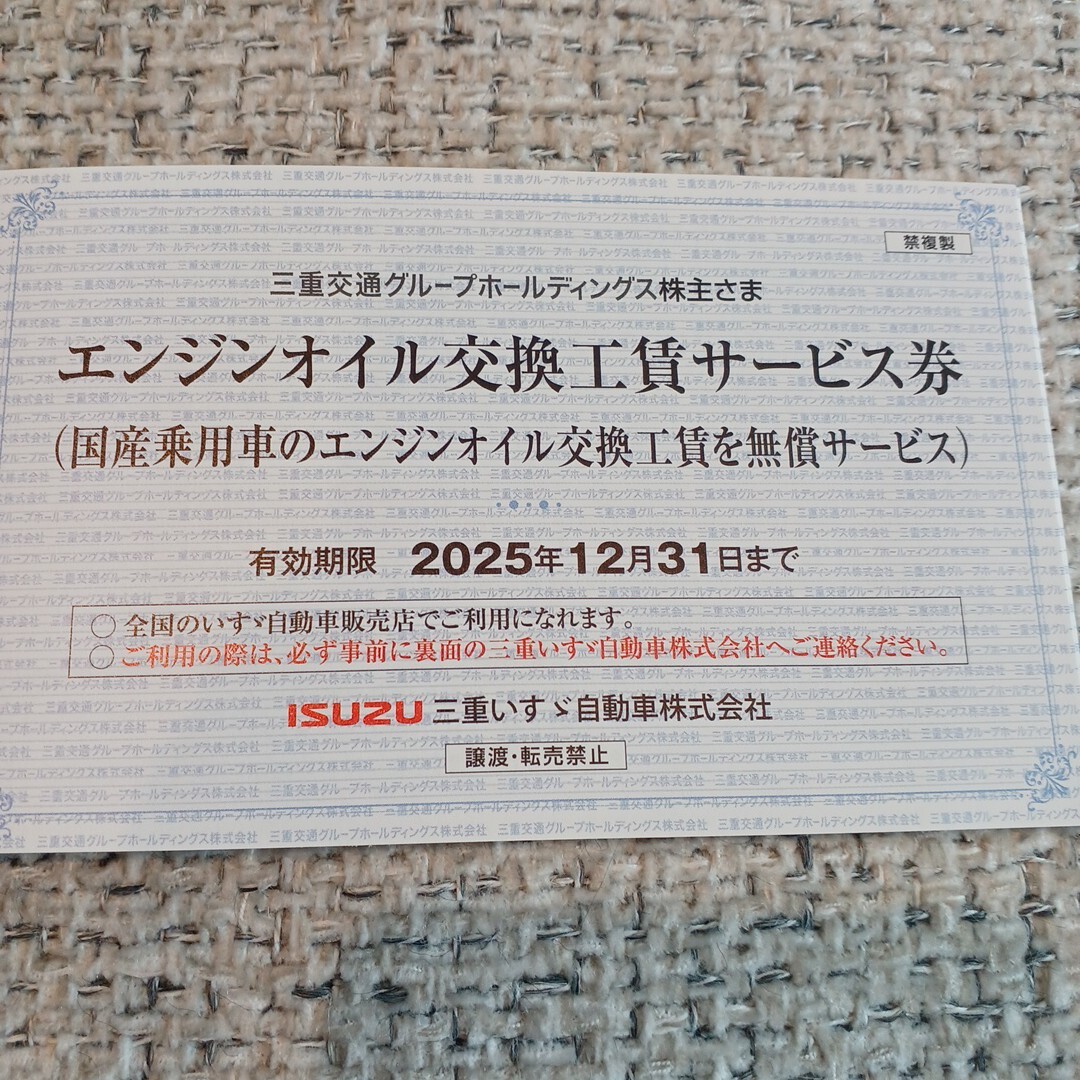 禁複製
三重交通グループホールディングス株主さま
エンジンオイル交換工賃サービス券
(国産乗用車のエンジンオイル交換工賃を無償サービス)
有効期限 2025年12月31日まで
○ 全国のいすゞ自動車販売店でご利用になれます。
○ ご利用の際は、必ず事前に裏面の三重いすゞ自動車株式会社へご連絡ください。
ISUZU 三重いすゞ自動車株式会社
譲渡・転売禁止